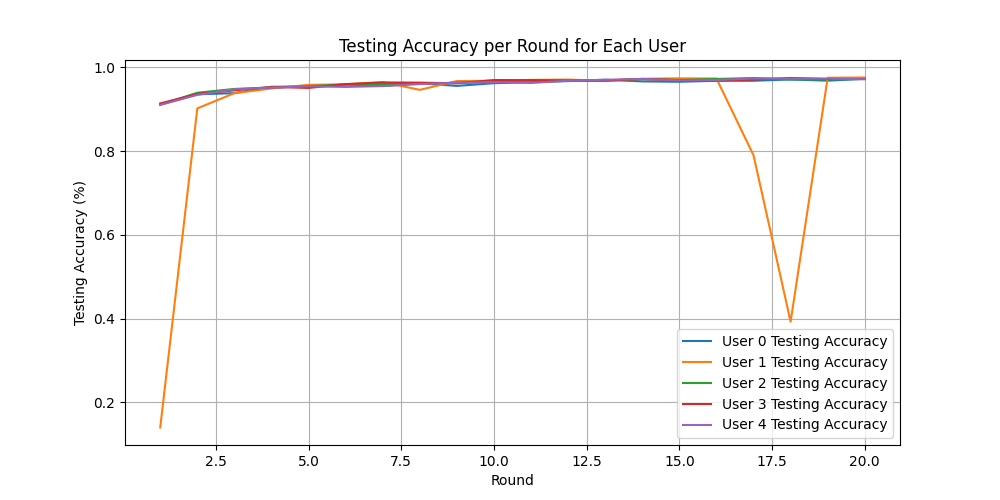 Testing Accuracy per Round for Each User
Testing Accuracy (%)
1.0
0.8
0.6
0.4
0.2
2.5
5.0
7.5
10.0
12.5
15.0
17.5
20.0
Round
User 0 Testing Accuracy
User 1 Testing Accuracy
User 2 Testing Accuracy
User 3 Testing Accuracy
User 4 Testing Accuracy